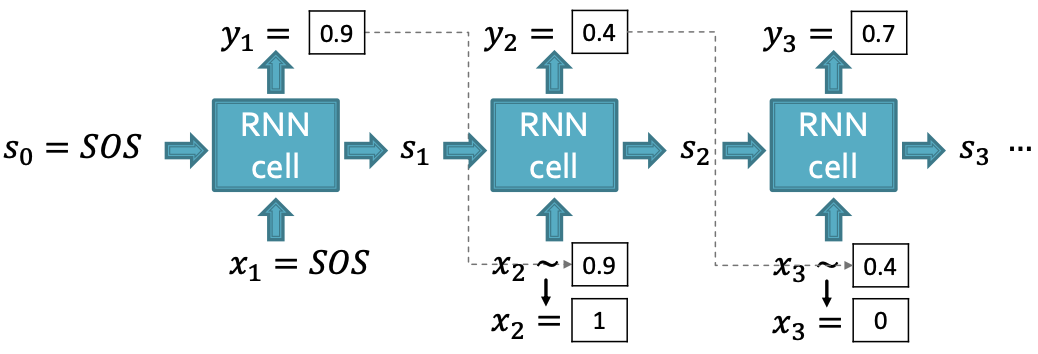 y₁ = 0.9 y₂ = 0.4 y₃ = 0.7
s₀ = SOS RNN cell s₁ RNN cell s₂ RNN cell s₃ ...
x₁ = SOS x₂ ~ 0.9 x₃ ~ 0.4
x₂ = 1 x₃ = 0